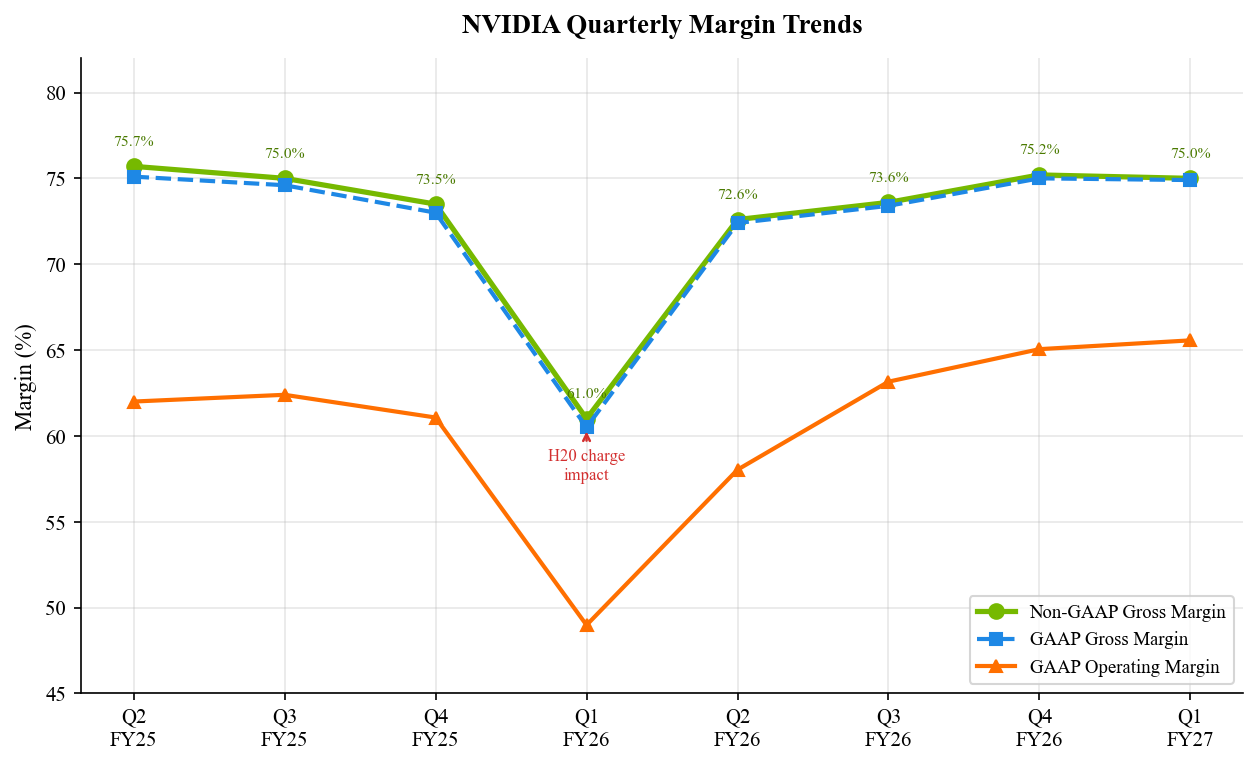 NVIDIA Quarterly Margin Trends
Margin (%)
80
75
70
65
60
55
50
45
75.7%
75.0%
73.5%
61.0%
72.6%
73.6%
75.2%
75.0%
H20 charge
impact
Non-GAAP Gross Margin
GAAP Gross Margin
GAAP Operating Margin
Q2
FY25
Q3
FY25
Q4
FY25
Q1
FY26
Q2
FY26
Q3
FY26
Q4
FY26
Q1
FY27